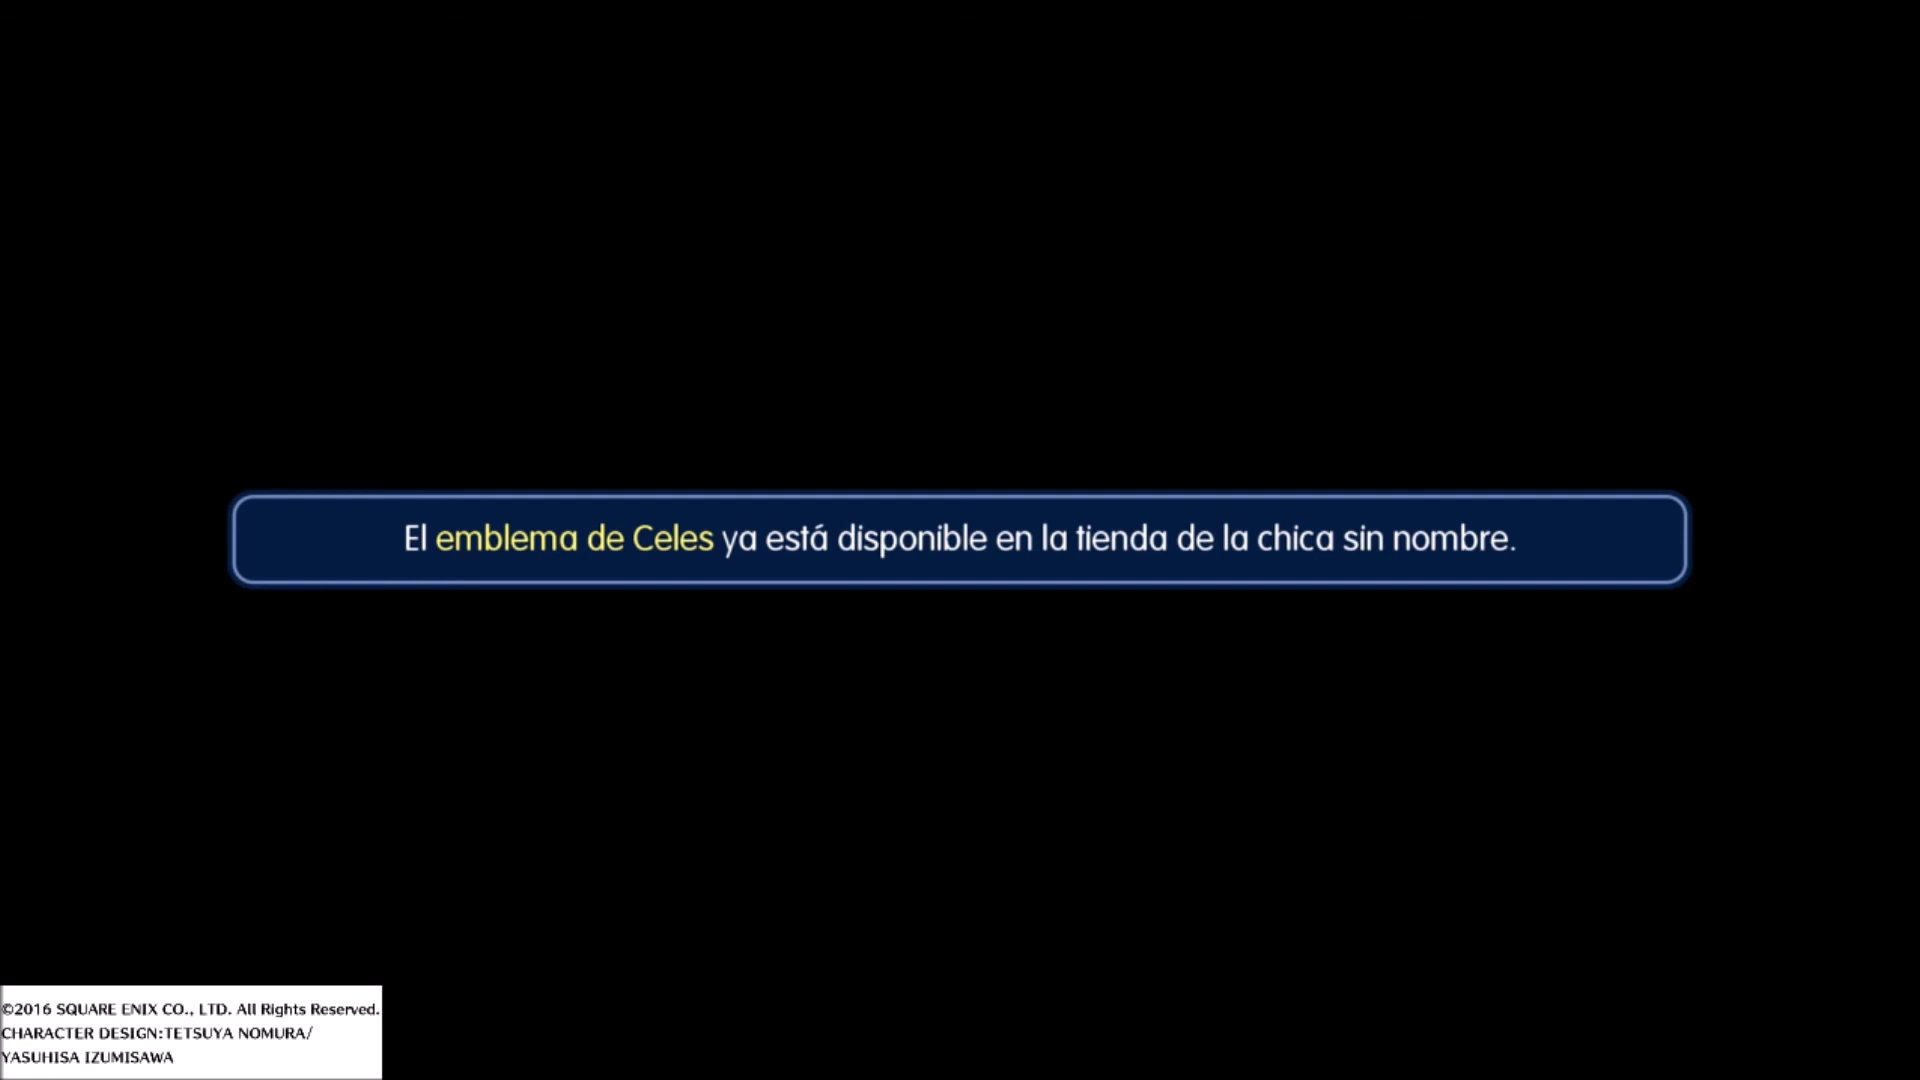 El emblema de Celes ya está disponible en la tienda de la chica sin nombre.
©2016 SQUARE ENIX CO., LTD. All Rights Reserved.
CHARACTER DESIGN:TETSUYA NOMURA/
YASUHISA IZUMISAWA